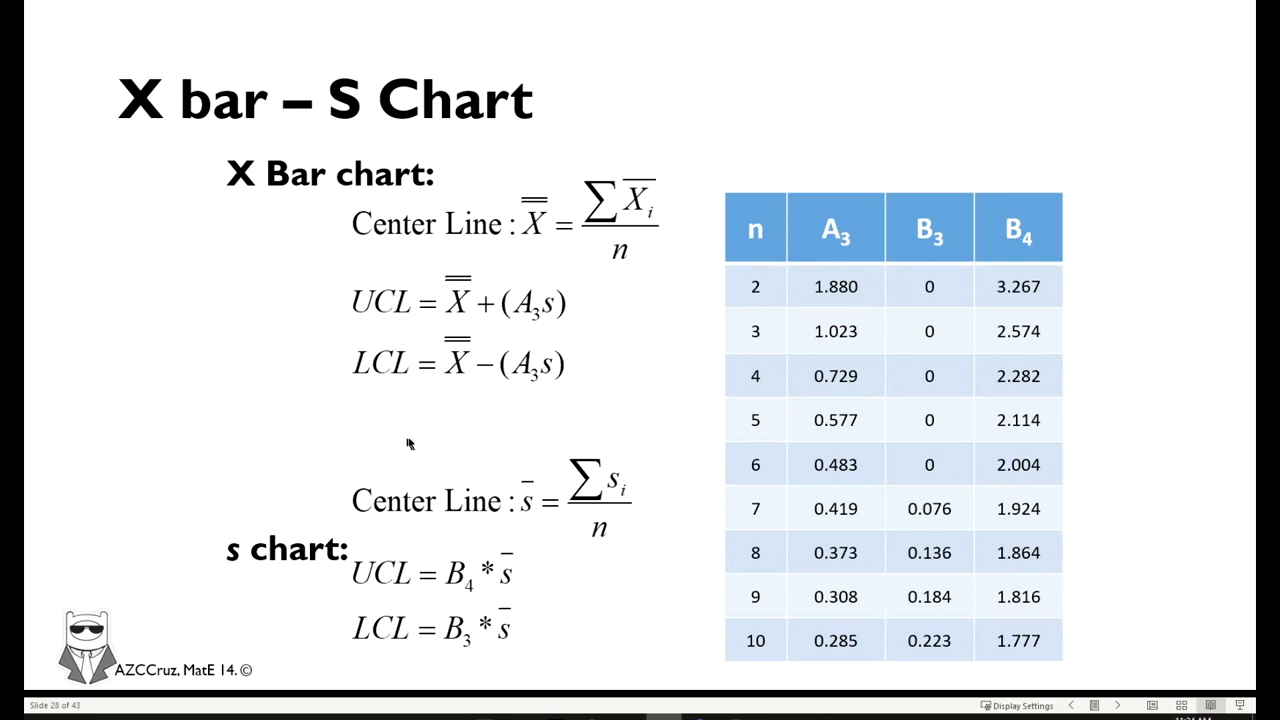 X bar – S Chart
X Bar chart:
Center Line : X̿ = ∑ X̅ᵢ / n
UCL = X̿ + (A₃s)
LCL = X̿ − (A₃s)
Center Line : s̅ = ∑ sᵢ / n
s chart:
UCL = B₄ * s̅
LCL = B₃ * s̅
n A₃ B₃ B₄
2 1.880 0 3.267
3 1.023 0 2.574
4 0.729 0 2.282
5 0.577 0 2.114
6 0.483 0 2.004
7 0.419 0.076 1.924
8 0.373 0.136 1.864
9 0.308 0.184 1.816
10 0.285 0.223 1.777
AZCCruz, MatE 14. ©
Slide 28 of 43
Display Settings